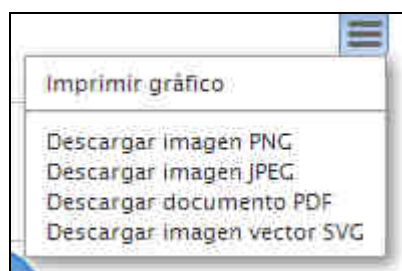 Imprimir gráfico
Descargar imagen PNG
Descargar imagen JPEG
Descargar documento PDF
Descargar imagen vector SVG